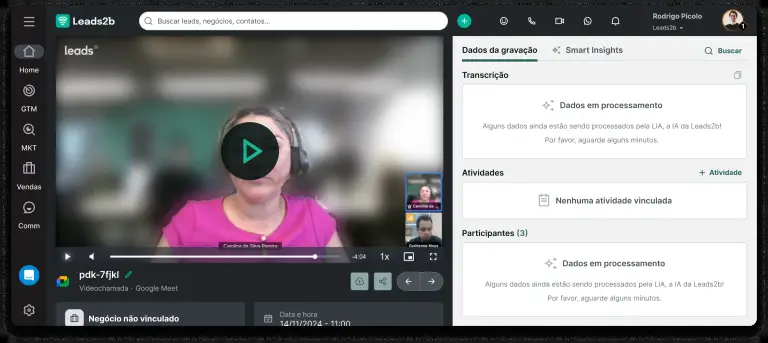 Leads2b
Buscar leads, negócios, contatos...
Rodrigo Picolo
Leads2b
1
Home
GTM
MKT
Vendas
Comm
leads
Carolina da
Carolina da Silva Pereira
-4:04
1x
pdk-7fjkl
Videochamada - Google Meet
Negócio não vinculado
Data e hora
14/11/2024 - 11:00
Dados da gravação
Smart Insights
Buscar
Transcrição
Dados em processamento
Alguns dados ainda estão sendo processados pela LIA, a IA da Leads2b!
Por favor, aguarde alguns minutos.
Atividades
+ Atividade
Nenhuma atividade vinculada
Participantes (3)
Dados em processamento
Alguns dados ainda estão sendo processados pela LIA, a IA da Leads2b!
Por favor, aguarde alguns minutos.